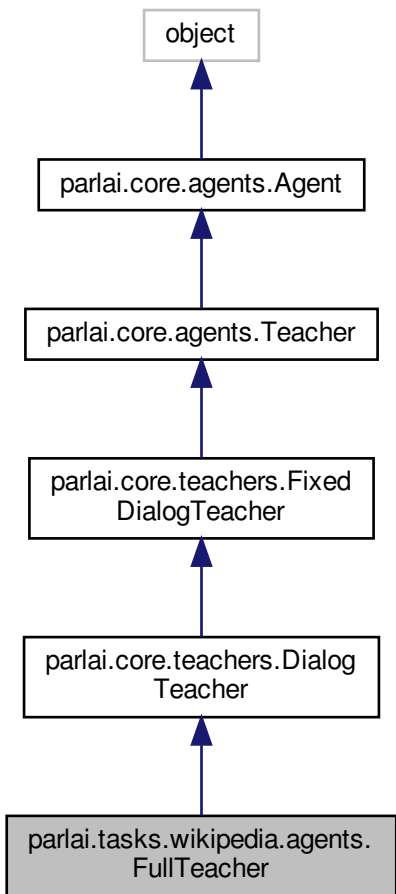 object
parlai.core.agents.Agent
parlai.core.agents.Teacher
parlai.core.teachers.Fixed
DialogTeacher
parlai.core.teachers.Dialog
Teacher
parlai.tasks.wikipedia.agents.
FullTeacher